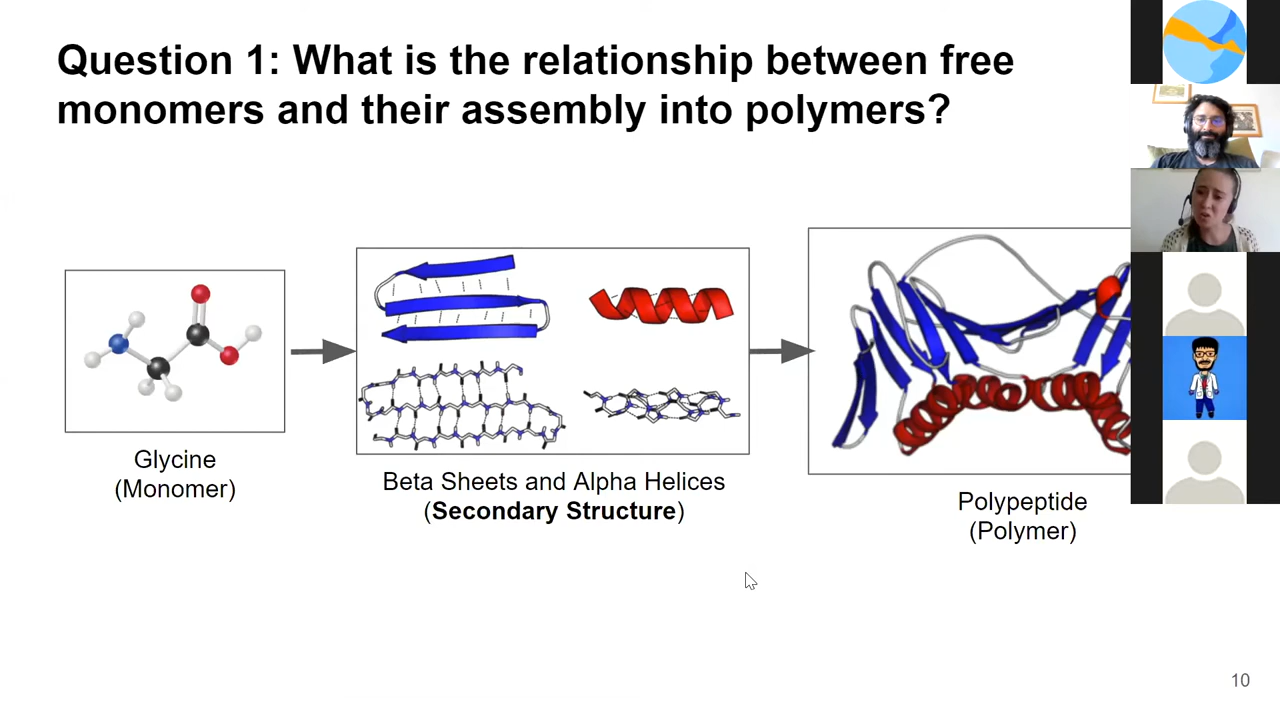 Question 1: What is the relationship between free
monomers and their assembly into polymers?
Glycine
(Monomer)
Beta Sheets and Alpha Helices
(Secondary Structure)
Polypeptide
(Polymer)
10